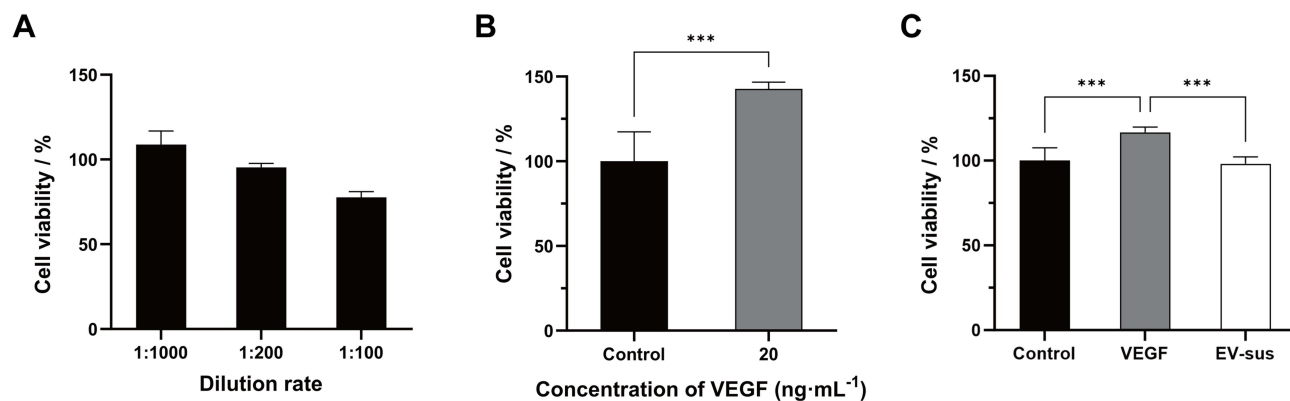 A
Cell viability / %
150
100
50
0
1:1000 1:200 1:100
Dilution rate
B
***
Cell viability / %
150
100
50
0
Control 20
Concentration of VEGF (ng·mL⁻¹)
C
*** ***
Cell viability / %
150
100
50
0
Control VEGF EV-sus